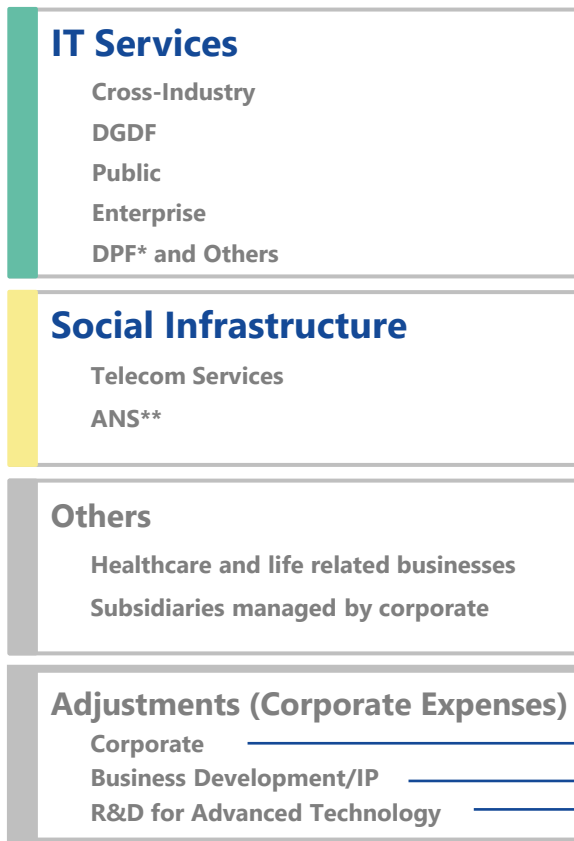 IT Services
Cross-Industry
DGDF
Public
Enterprise
DPF* and Others
Social Infrastructure
Telecom Services
ANS**
Others
Healthcare and life related businesses
Subsidiaries managed by corporate
Adjustments (Corporate Expenses)
Corporate
Business Development/IP
R&D for Advanced Technology